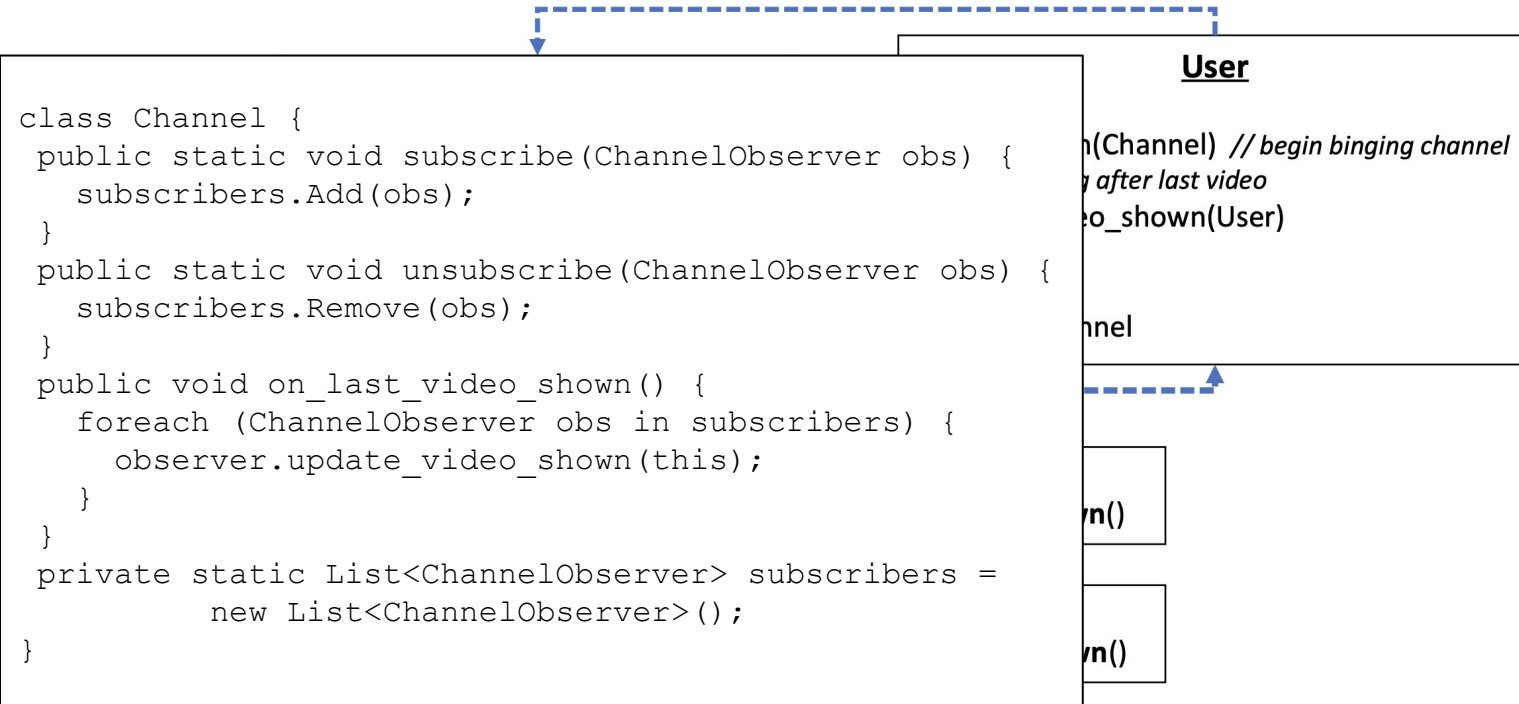 class Channel {
public static void subscribe(ChannelObserver obs) {
subscribers.Add(obs);
}
public static void unsubscribe(ChannelObserver obs) {
subscribers.Remove(obs);
}
public void on_last_video_shown() {
foreach (ChannelObserver obs in subscribers) {
observer.update_video_shown(this);
}
}
private static List<ChannelObserver> subscribers =
new List<ChannelObserver>();
}
User
(Channel) // begin binging channel
after last video
_shown(User)